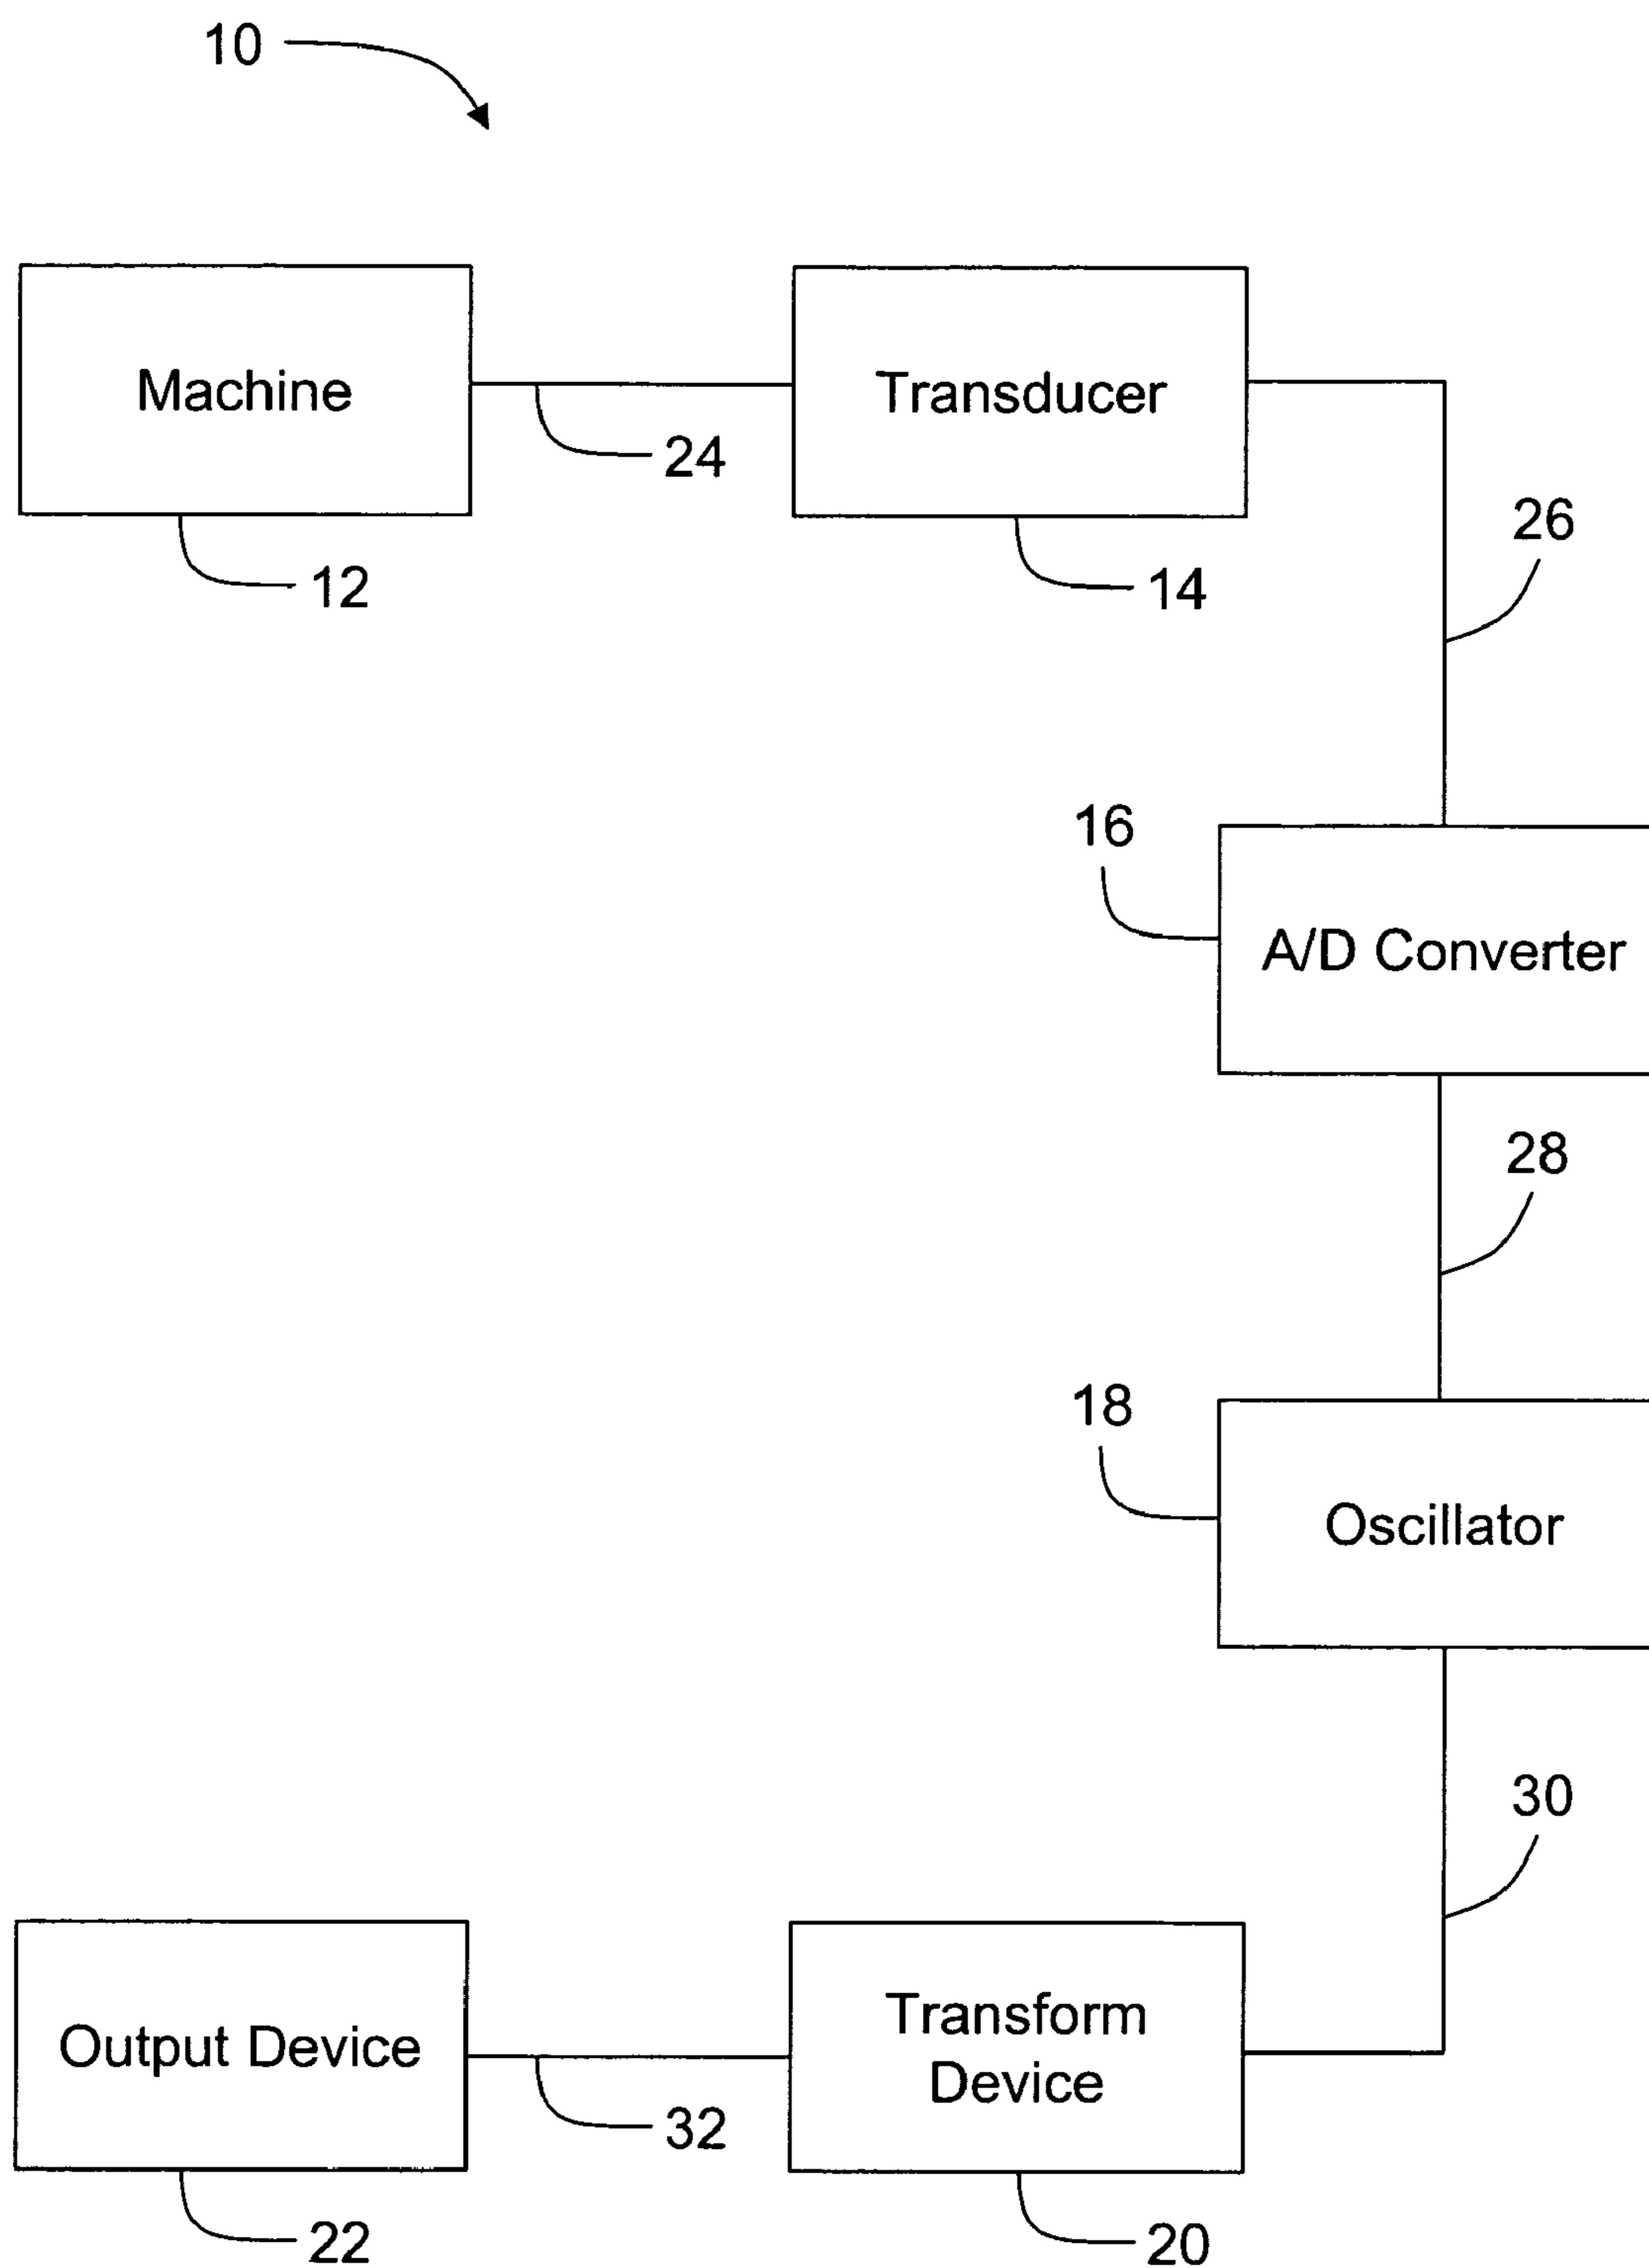 10
Machine
Transducer
24
12
14
26
16
A/D Converter
28
18
Oscillator
30
Output Device
Transform
Device
32
22
20